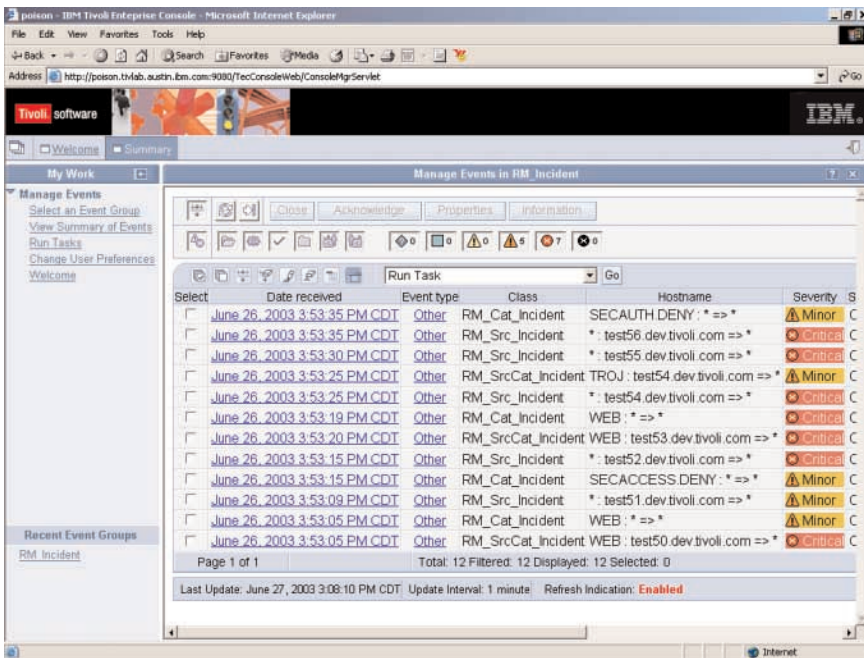 poison - IBM Tivoli Enteprise Console - Microsoft Internet Explorer
File Edit View Favorites Tools Help
Back Search Favorites Media
Address http://poison.tivlab.austin.ibm.com:9080/TecConsoleWeb/ConsoleMgrServlet Go
Tivoli software IBM.
Welcome Summary
My Work Manage Events in RM_Incident
Manage Events
Select an Event Group
View Summary of Events
Run Tasks
Change User Preferences
Welcome
Close Acknowledge Properties Information
0 0 0 5 7 0
Run Task Go
Select Date received Event type Class Hostname Severity S
June 26, 2003 3:53:35 PM CDT Other RM_Cat_Incident SECAUTH.DENY : * => * Minor C
June 26, 2003 3:53:35 PM CDT Other RM_Src_Incident * : test56.dev.tivoli.com => * Critical C
June 26, 2003 3:53:30 PM CDT Other RM_Src_Incident * : test55.dev.tivoli.com => * Critical C
June 26, 2003 3:53:25 PM CDT Other RM_SrcCat_Incident TROJ : test54.dev.tivoli.com => * Minor C
June 26, 2003 3:53:25 PM CDT Other RM_Src_Incident * : test54.dev.tivoli.com => * Critical C
June 26, 2003 3:53:19 PM CDT Other RM_Cat_Incident WEB : * => * Critical C
June 26, 2003 3:53:20 PM CDT Other RM_SrcCat_Incident WEB : test53.dev.tivoli.com => * Critical C
June 26, 2003 3:53:15 PM CDT Other RM_Src_Incident * : test52.dev.tivoli.com => * Critical C
June 26, 2003 3:53:15 PM CDT Other RM_Cat_Incident SECACCESS.DENY : * => * Minor C
June 26, 2003 3:53:09 PM CDT Other RM_Src_Incident * : test51.dev.tivoli.com => * Minor C
June 26, 2003 3:53:05 PM CDT Other RM_Cat_Incident WEB : * => * Minor C
June 26, 2003 3:53:05 PM CDT Other RM_SrcCat_Incident WEB : test50.dev.tivoli.com => * Critical C
Page 1 of 1 Total: 12 Filtered: 12 Displayed: 12 Selected: 0
Recent Event Groups
RM_Incident
Last Update: June 27, 2003 3:08:10 PM CDT Update Interval: 1 minute Refresh Indication: Enabled
Internet